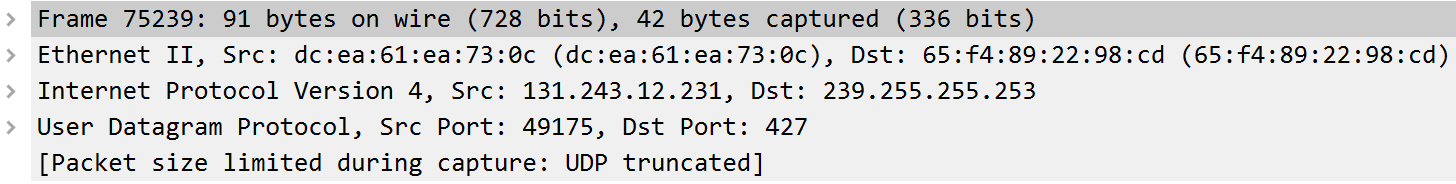 Frame 75239: 91 bytes on wire (728 bits), 42 bytes captured (336 bits)
Ethernet II, Src: dc:ea:61:ea:73:0c (dc:ea:61:ea:73:0c), Dst: 65:f4:89:22:98:cd (65:f4:89:22:98:cd)
Internet Protocol Version 4, Src: 131.243.12.231, Dst: 239.255.255.253
User Datagram Protocol, Src Port: 49175, Dst Port: 427
[Packet size limited during capture: UDP truncated]